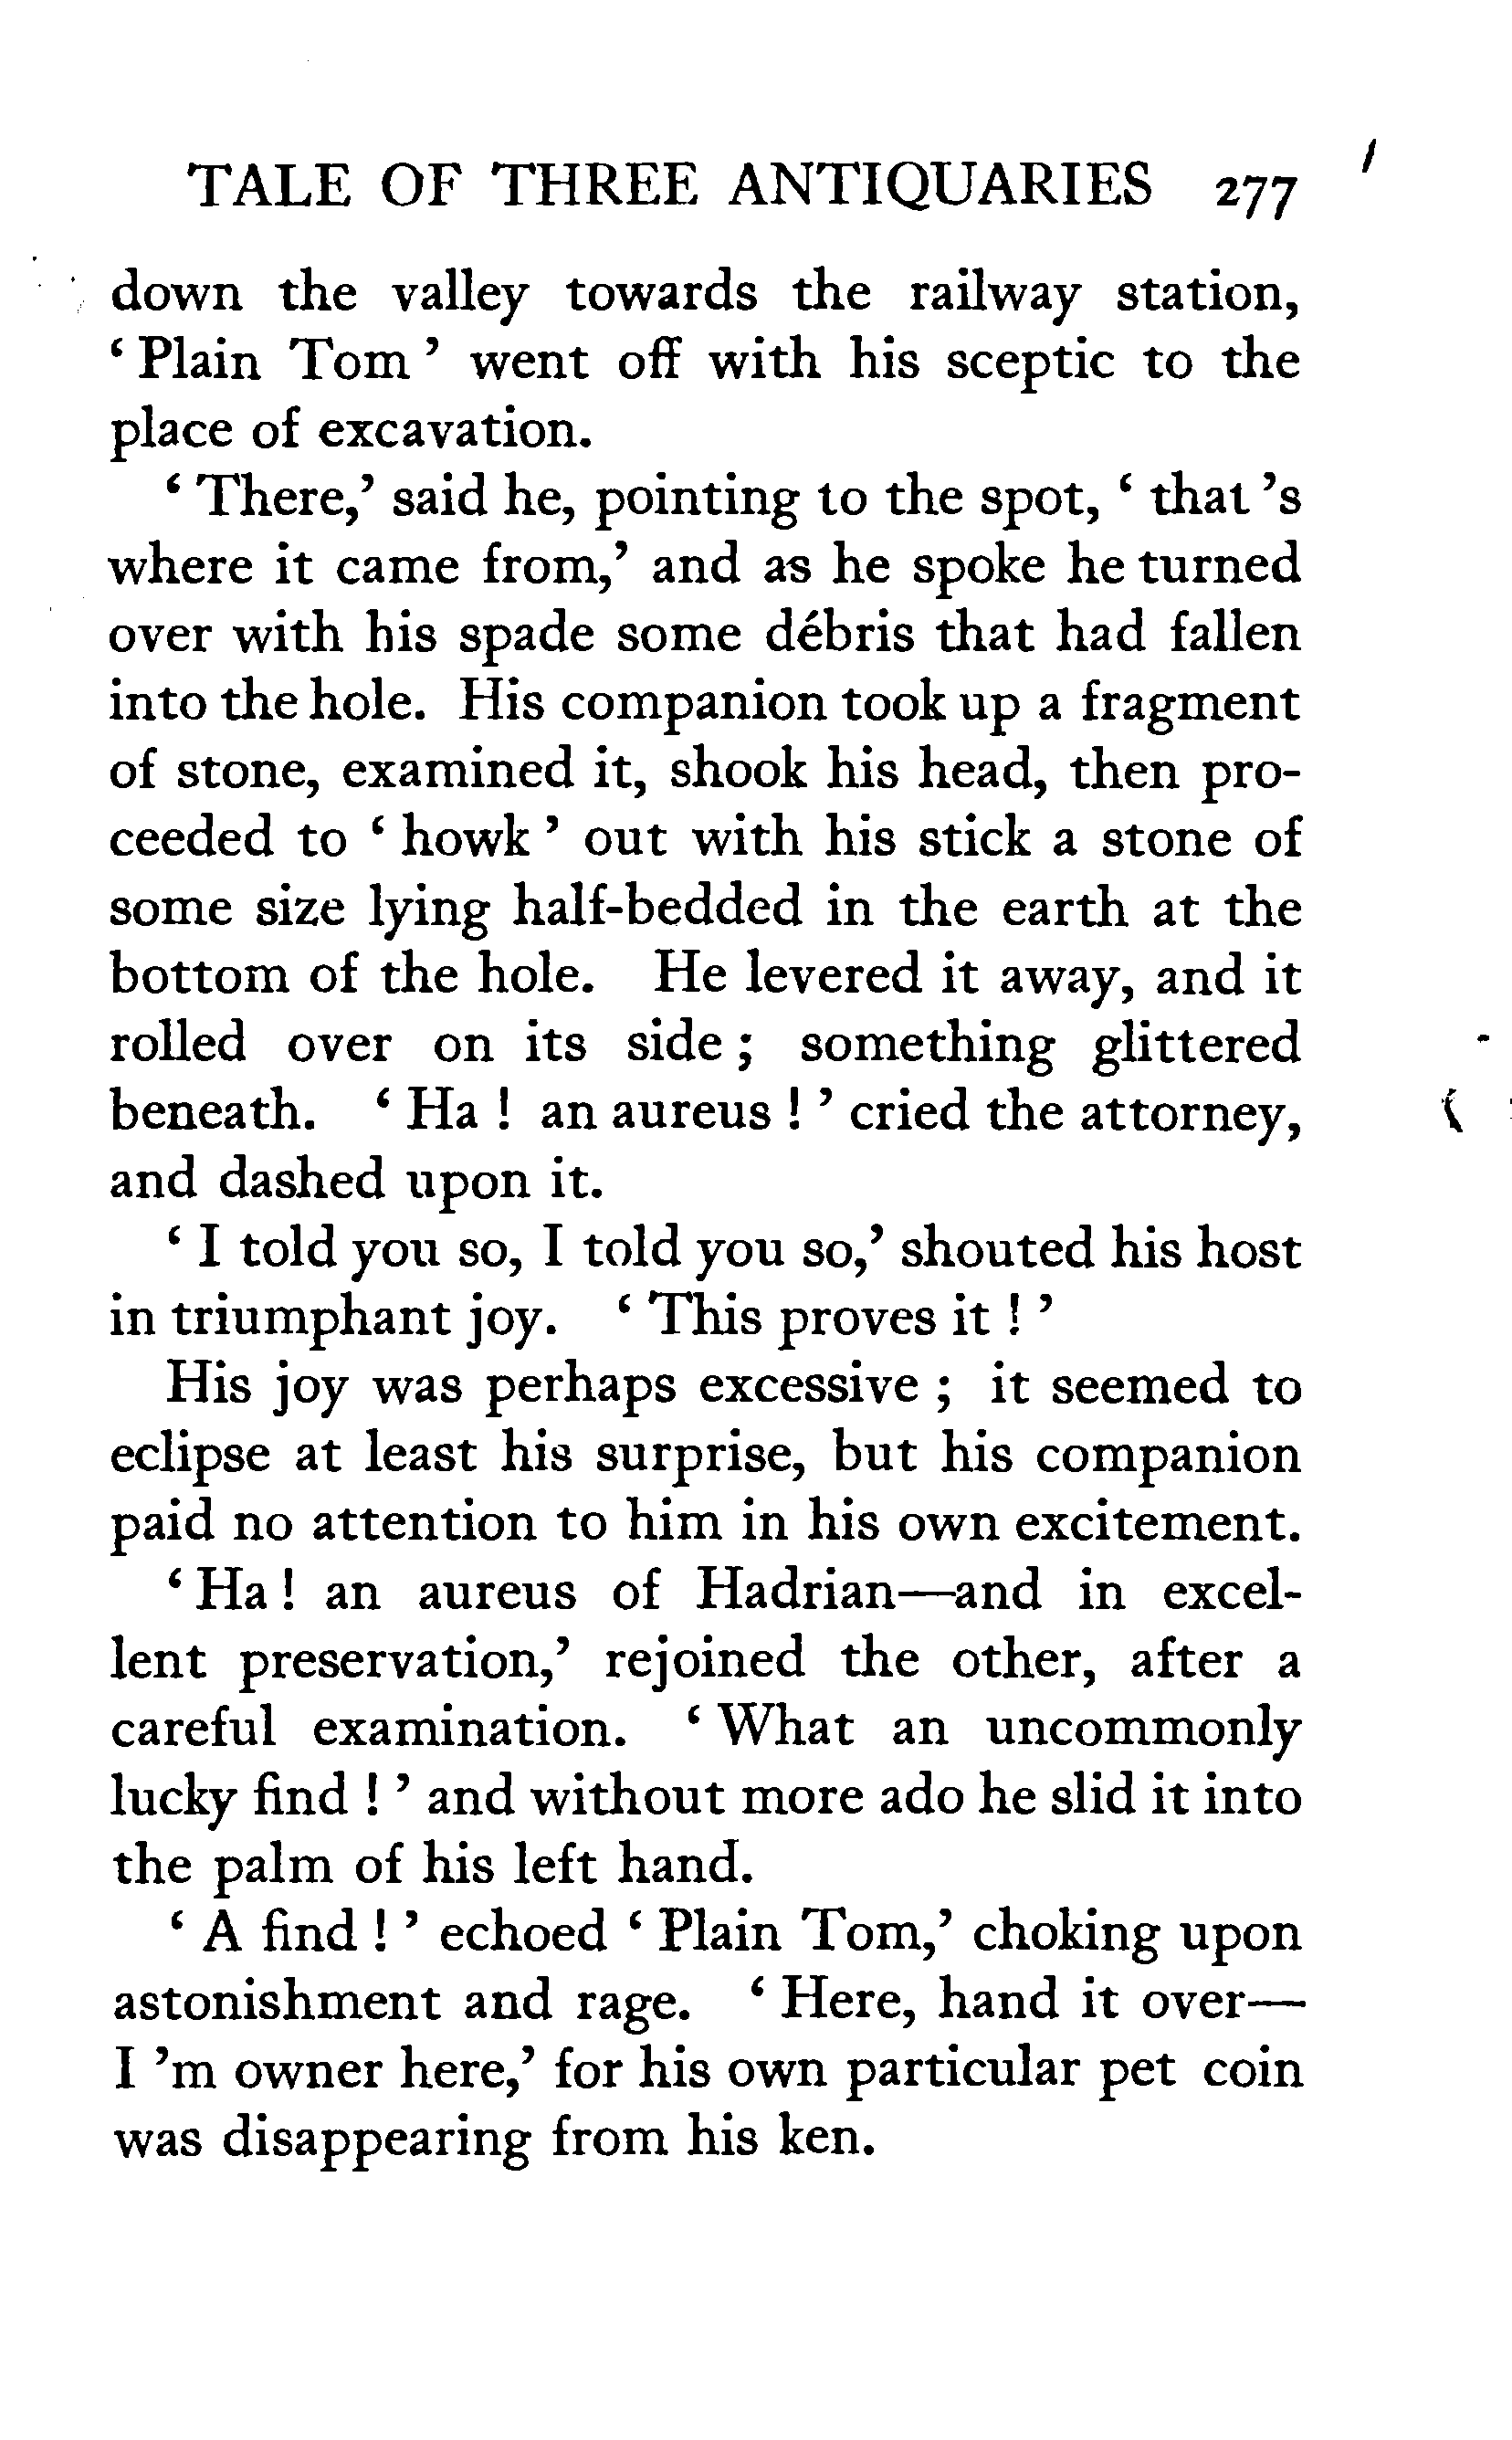 TALE OF THREE ANTIQUARIES 277
down the valley towards the railway station,
‘ Plain Tom ’ went off with his sceptic to the
place of excavation.
‘ There,’ said he, pointing to the spot, ‘ that ’s
where it came from,’ and as he spoke he turned
over with his spade some débris that had fallen
into the hole. His companion took up a fragment
of stone, examined it, shook his head, then pro-
ceeded to ‘ howk ’ out with his stick a stone of
some size lying half-bedded in the earth at the
bottom of the hole. He levered it away, and it
rolled over on its side ; something glittered
beneath. ‘ Ha ! an aureus ! ’ cried the attorney,
and dashed upon it.
‘ I told you so, I told you so,’ shouted his host
in triumphant joy. ‘ This proves it ! ’
His joy was perhaps excessive ; it seemed to
eclipse at least his surprise, but his companion
paid no attention to him in his own excitement.
‘ Ha ! an aureus of Hadrian—and in excel-
lent preservation,’ rejoined the other, after a
careful examination. ‘ What an uncommonly
lucky find ! ’ and without more ado he slid it into
the palm of his left hand.
‘ A find ! ’ echoed ‘ Plain Tom,’ choking upon
astonishment and rage. ‘ Here, hand it over—
I ’m owner here,’ for his own particular pet coin
was disappearing from his ken.